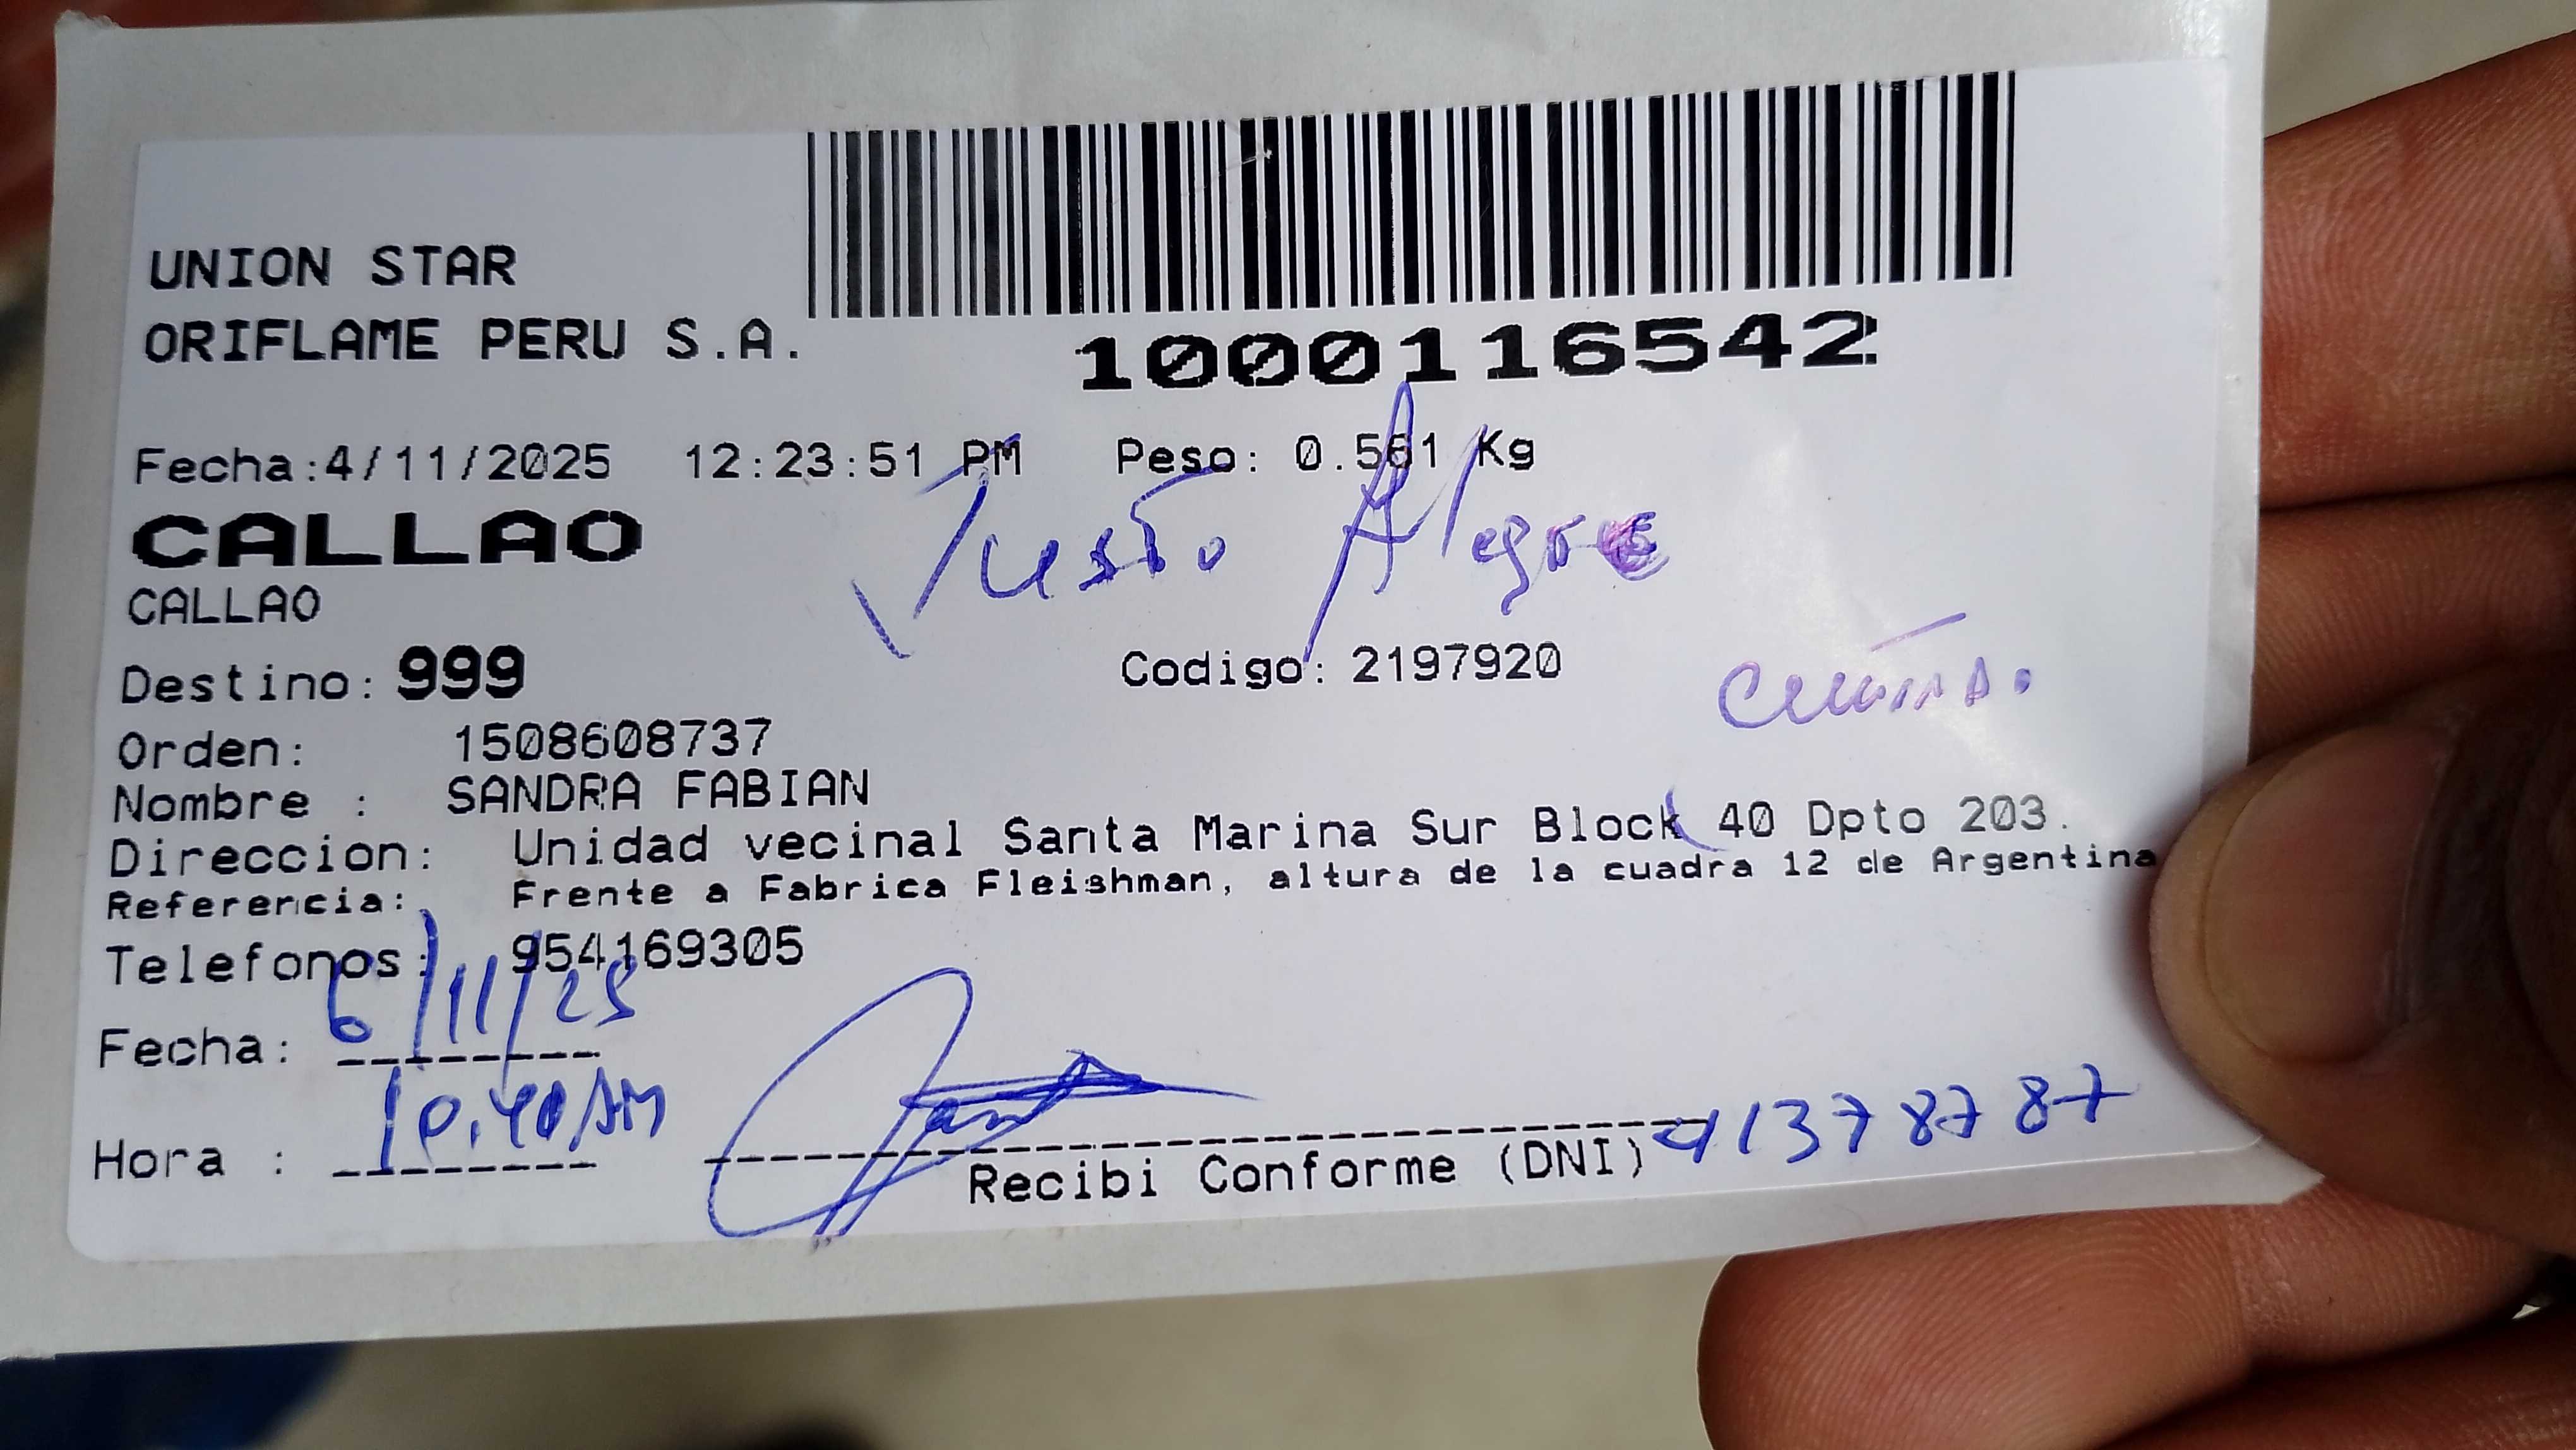 UNION STAR
ORIFLAME PERU S.A.
1000116542
Fecha:4/11/2025 12:23:51 PM Peso: 0.561 Kg
CALLAO
Justo Alegre
CALLAO
Destino: 999 Codigo: 2197920
Orden: 1508608737
Nombre : SANDRA FABIAN
Direccion: Unidad vecinal Santa Marina Sur Block 40 Dpto 203.
Referencia: Frente a Fabrica Fleishman, altura de la cuadra 12 de Argentina
Telefonos: 954169305
Fecha: 6/11/25
Hora : 10.40 AM
Recibi Conforme (DNI) 41378787